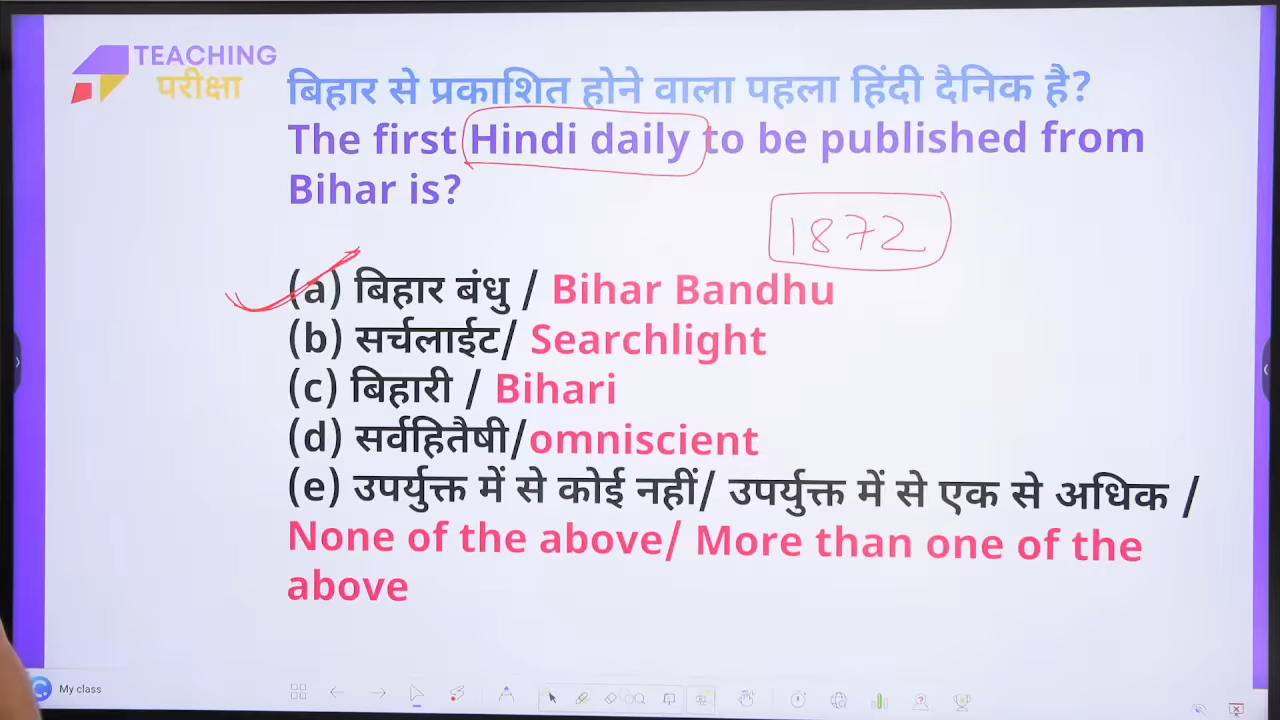 TEACHING
परीक्षा
बिहार से प्रकाशित होने वाला पहला हिंदी दैनिक है?
The first Hindi daily to be published from
Bihar is?
1872
(a) बिहार बंधु / Bihar Bandhu
(b) सर्चलाईट/ Searchlight
(c) बिहारी / Bihari
(d) सर्वहितैषी/omniscient
(e) उपर्युक्त में से कोई नहीं/ उपर्युक्त में से एक से अधिक /
None of the above/ More than one of the
above
My class